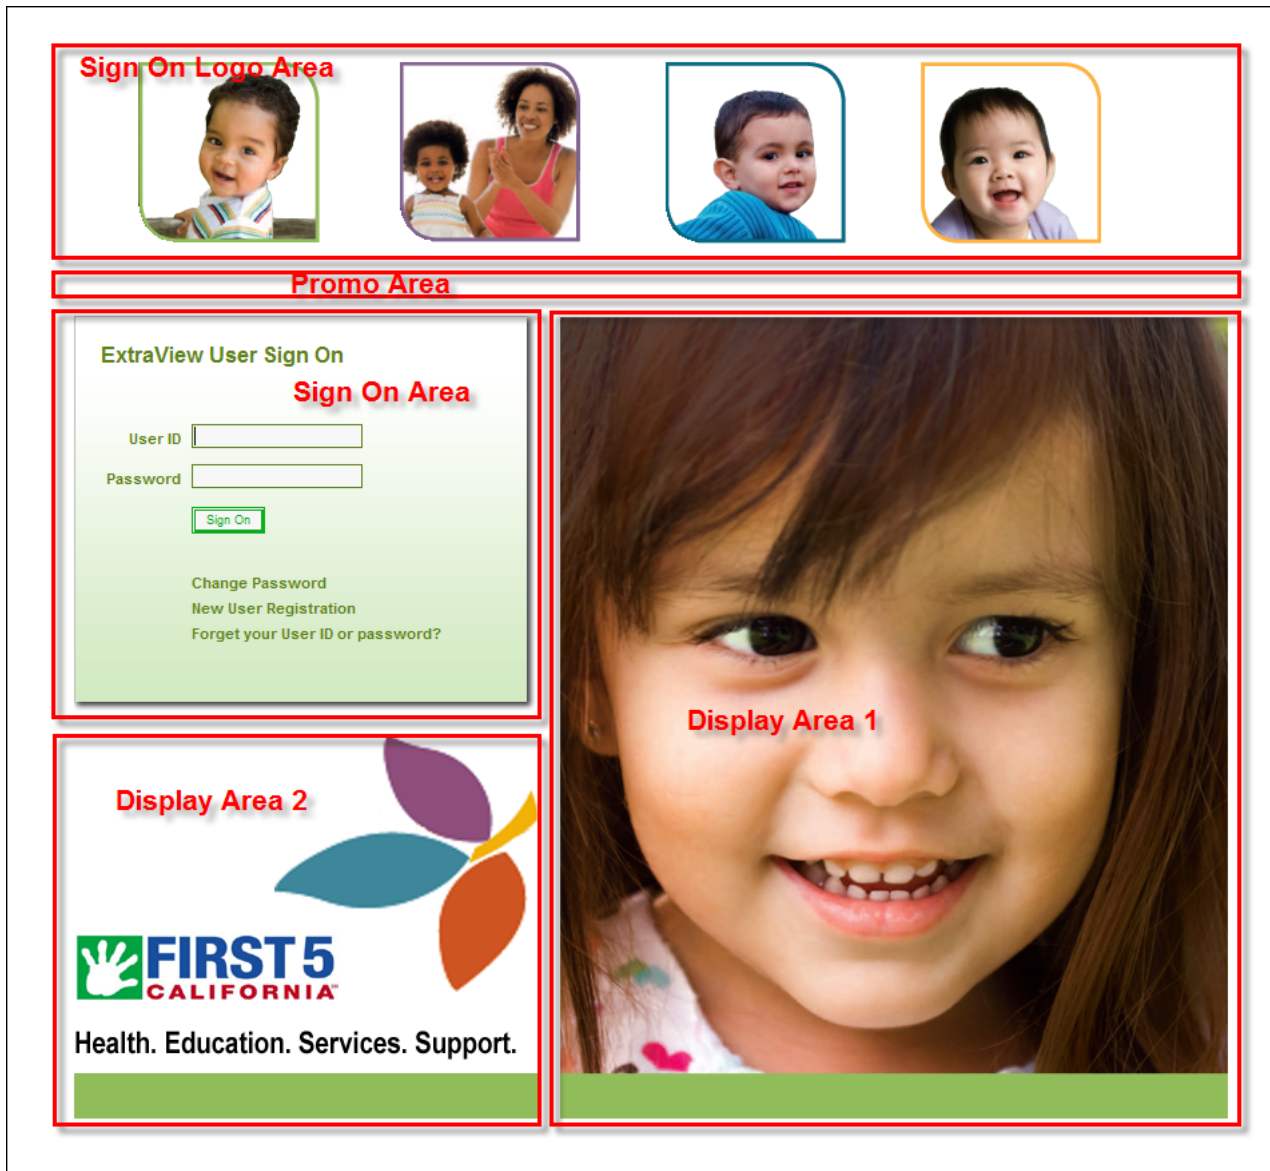 Sign On Logo Area
Promo Area
ExtraView User Sign On
Sign On Area
User ID
Password
Sign On
Change Password
New User Registration
Forget your User ID or password?
Display Area 1
Display Area 2
FIRST 5
CALIFORNIA™
Health. Education. Services. Support.